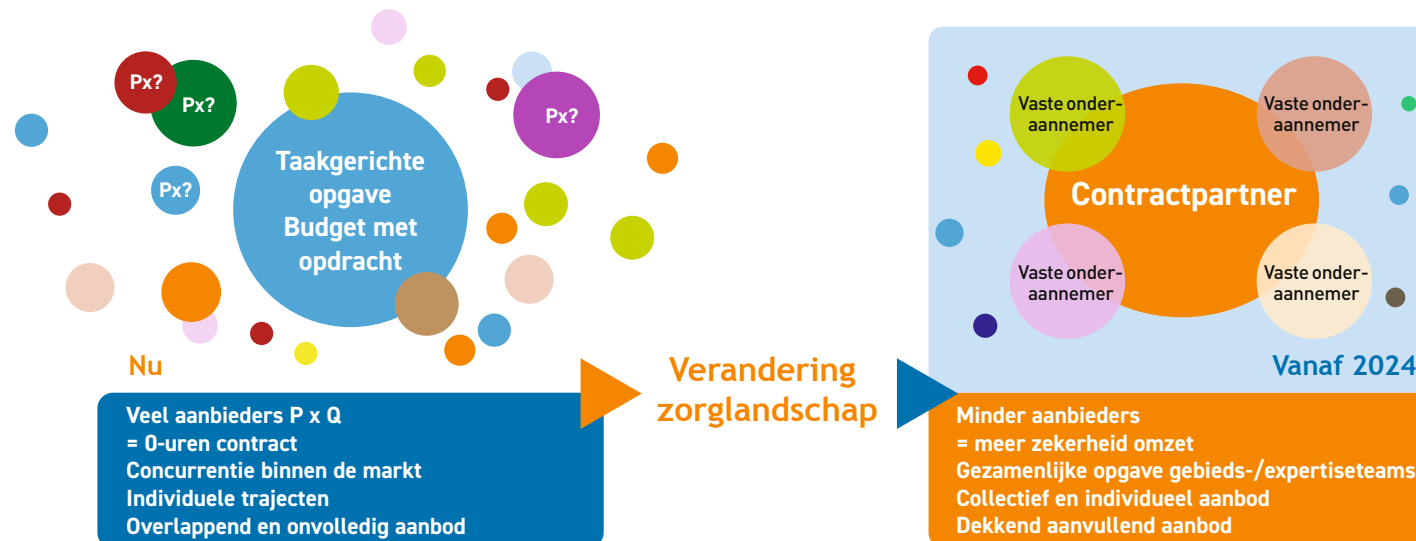 Px?
Px?
Px?
Px?
Taakgerichte
opgave
Budget met
opdracht
Nu
Veel aanbieders P x Q
= 0-uren contract
Concurrentie binnen de markt
Individuele trajecten
Overlappend en onvolledig aanbod
Verandering
zorglandschap
Vaste onder-
aannemer
Vaste onder-
aannemer
Contractpartner
Vaste onder-
aannemer
Vaste onder-
aannemer
Vanaf 2024
Minder aanbieders
= meer zekerheid omzet
Gezamenlijke opgave gebieds-/expertiseteams
Collectief en individueel aanbod
Dekkend aanvullend aanbod